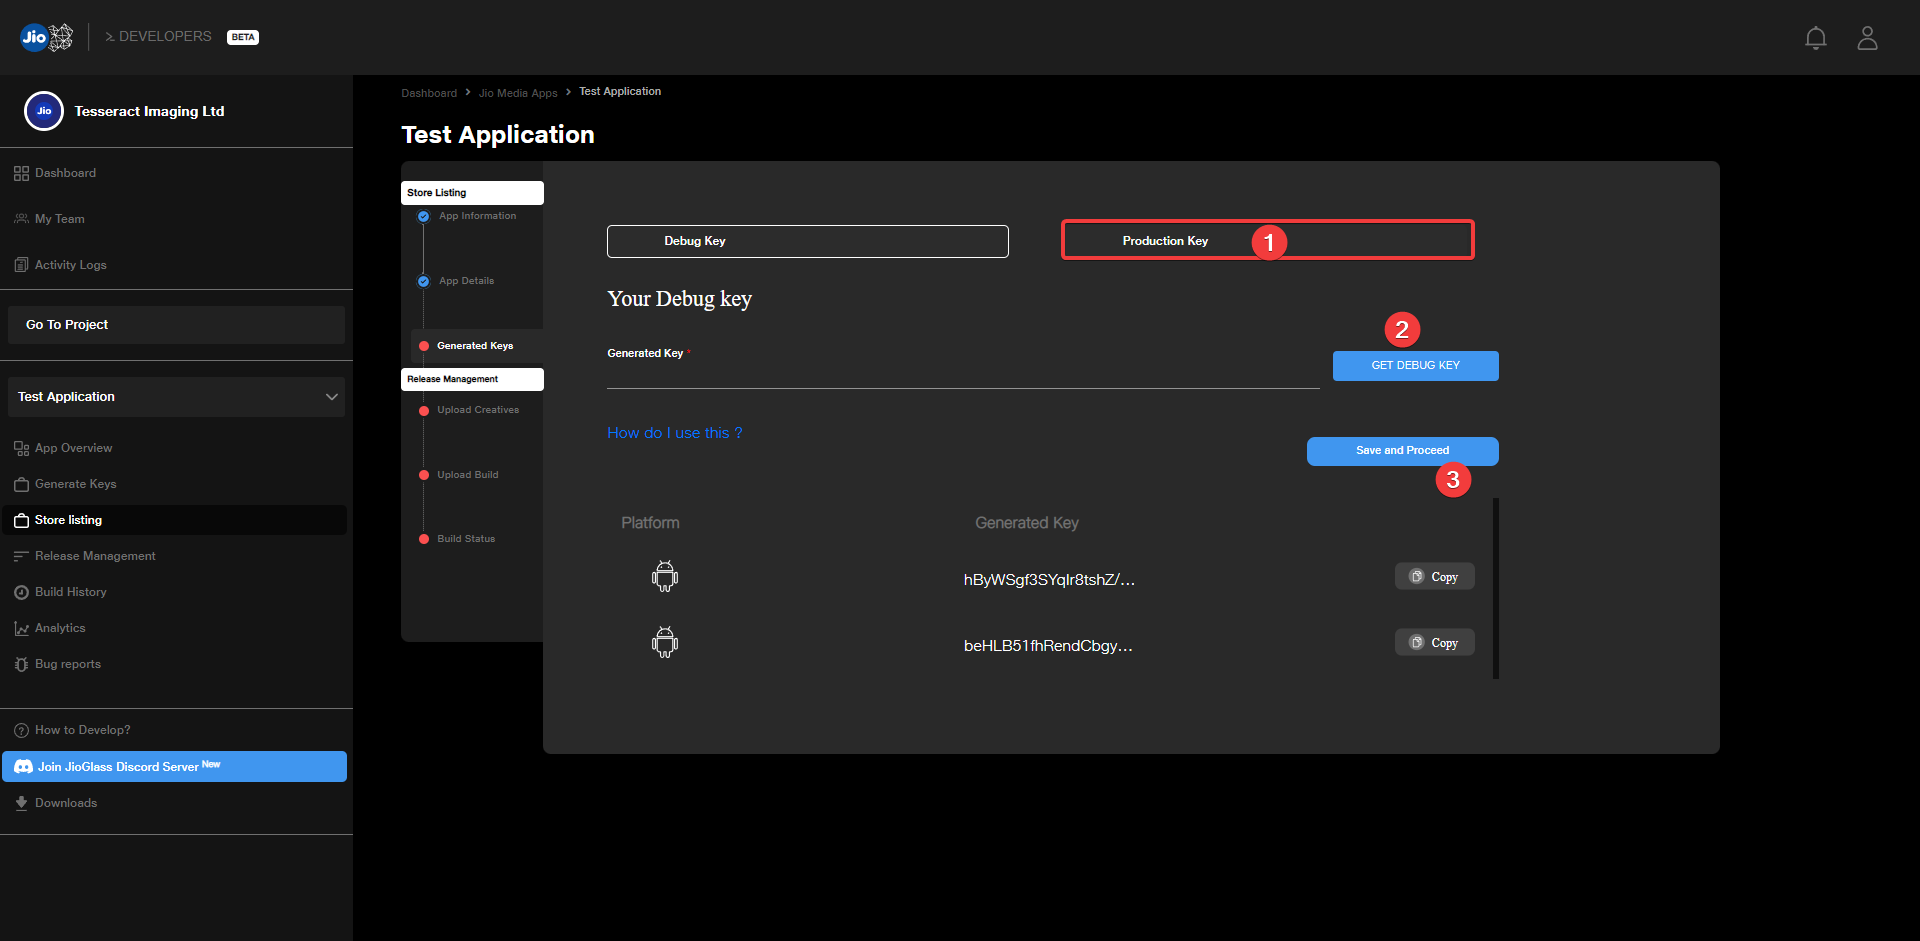 Jio
>_ DEVELOPERS
BETA
Jio
Tesseract Imaging Ltd
Dashboard
My Team
Activity Logs
Go To Project
Test Application
App Overview
Generate Keys
Store listing
Release Management
Build History
Analytics
Bug reports
How to Develop?
Join JioGlass Discord Server New
Downloads
Dashboard > Jio Media Apps > Test Application
Test Application
Store Listing
App Information
App Details
Generated Keys
Release Management
Upload Creatives
Upload Build
Build Status
Debug Key
Production Key
1
Your Debug key
2
Generated Key *
GET DEBUG KEY
How do I use this ?
Save and Proceed
3
Platform
Generated Key
hByWSgf3SYqIr8tshZ/...
Copy
beHLB51fhRendCbgy...
Copy